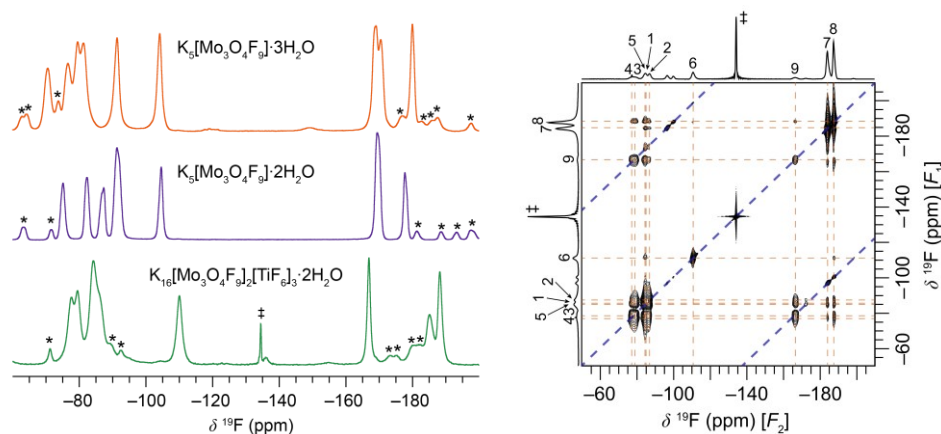 K₅[Mo₃O₄F₉]·3H₂O
* * * * * * * *
K₅[Mo₃O₄F₉]·2H₂O
* * * * * *
K₁₆[Mo₃O₄F₉]₂[TiF₆]₃·2H₂O
‡
* * * * * * *
−80 −100 −120 −140 −160 −180
δ ¹⁹F (ppm)
‡
5 1 2 8
7
43 6 9
8
7
9
‡
6
2
1
5 43
−180
−140
−100
−60
δ ¹⁹F (ppm) [F₁]
−60 −100 −140 −180
δ ¹⁹F (ppm) [F₂]